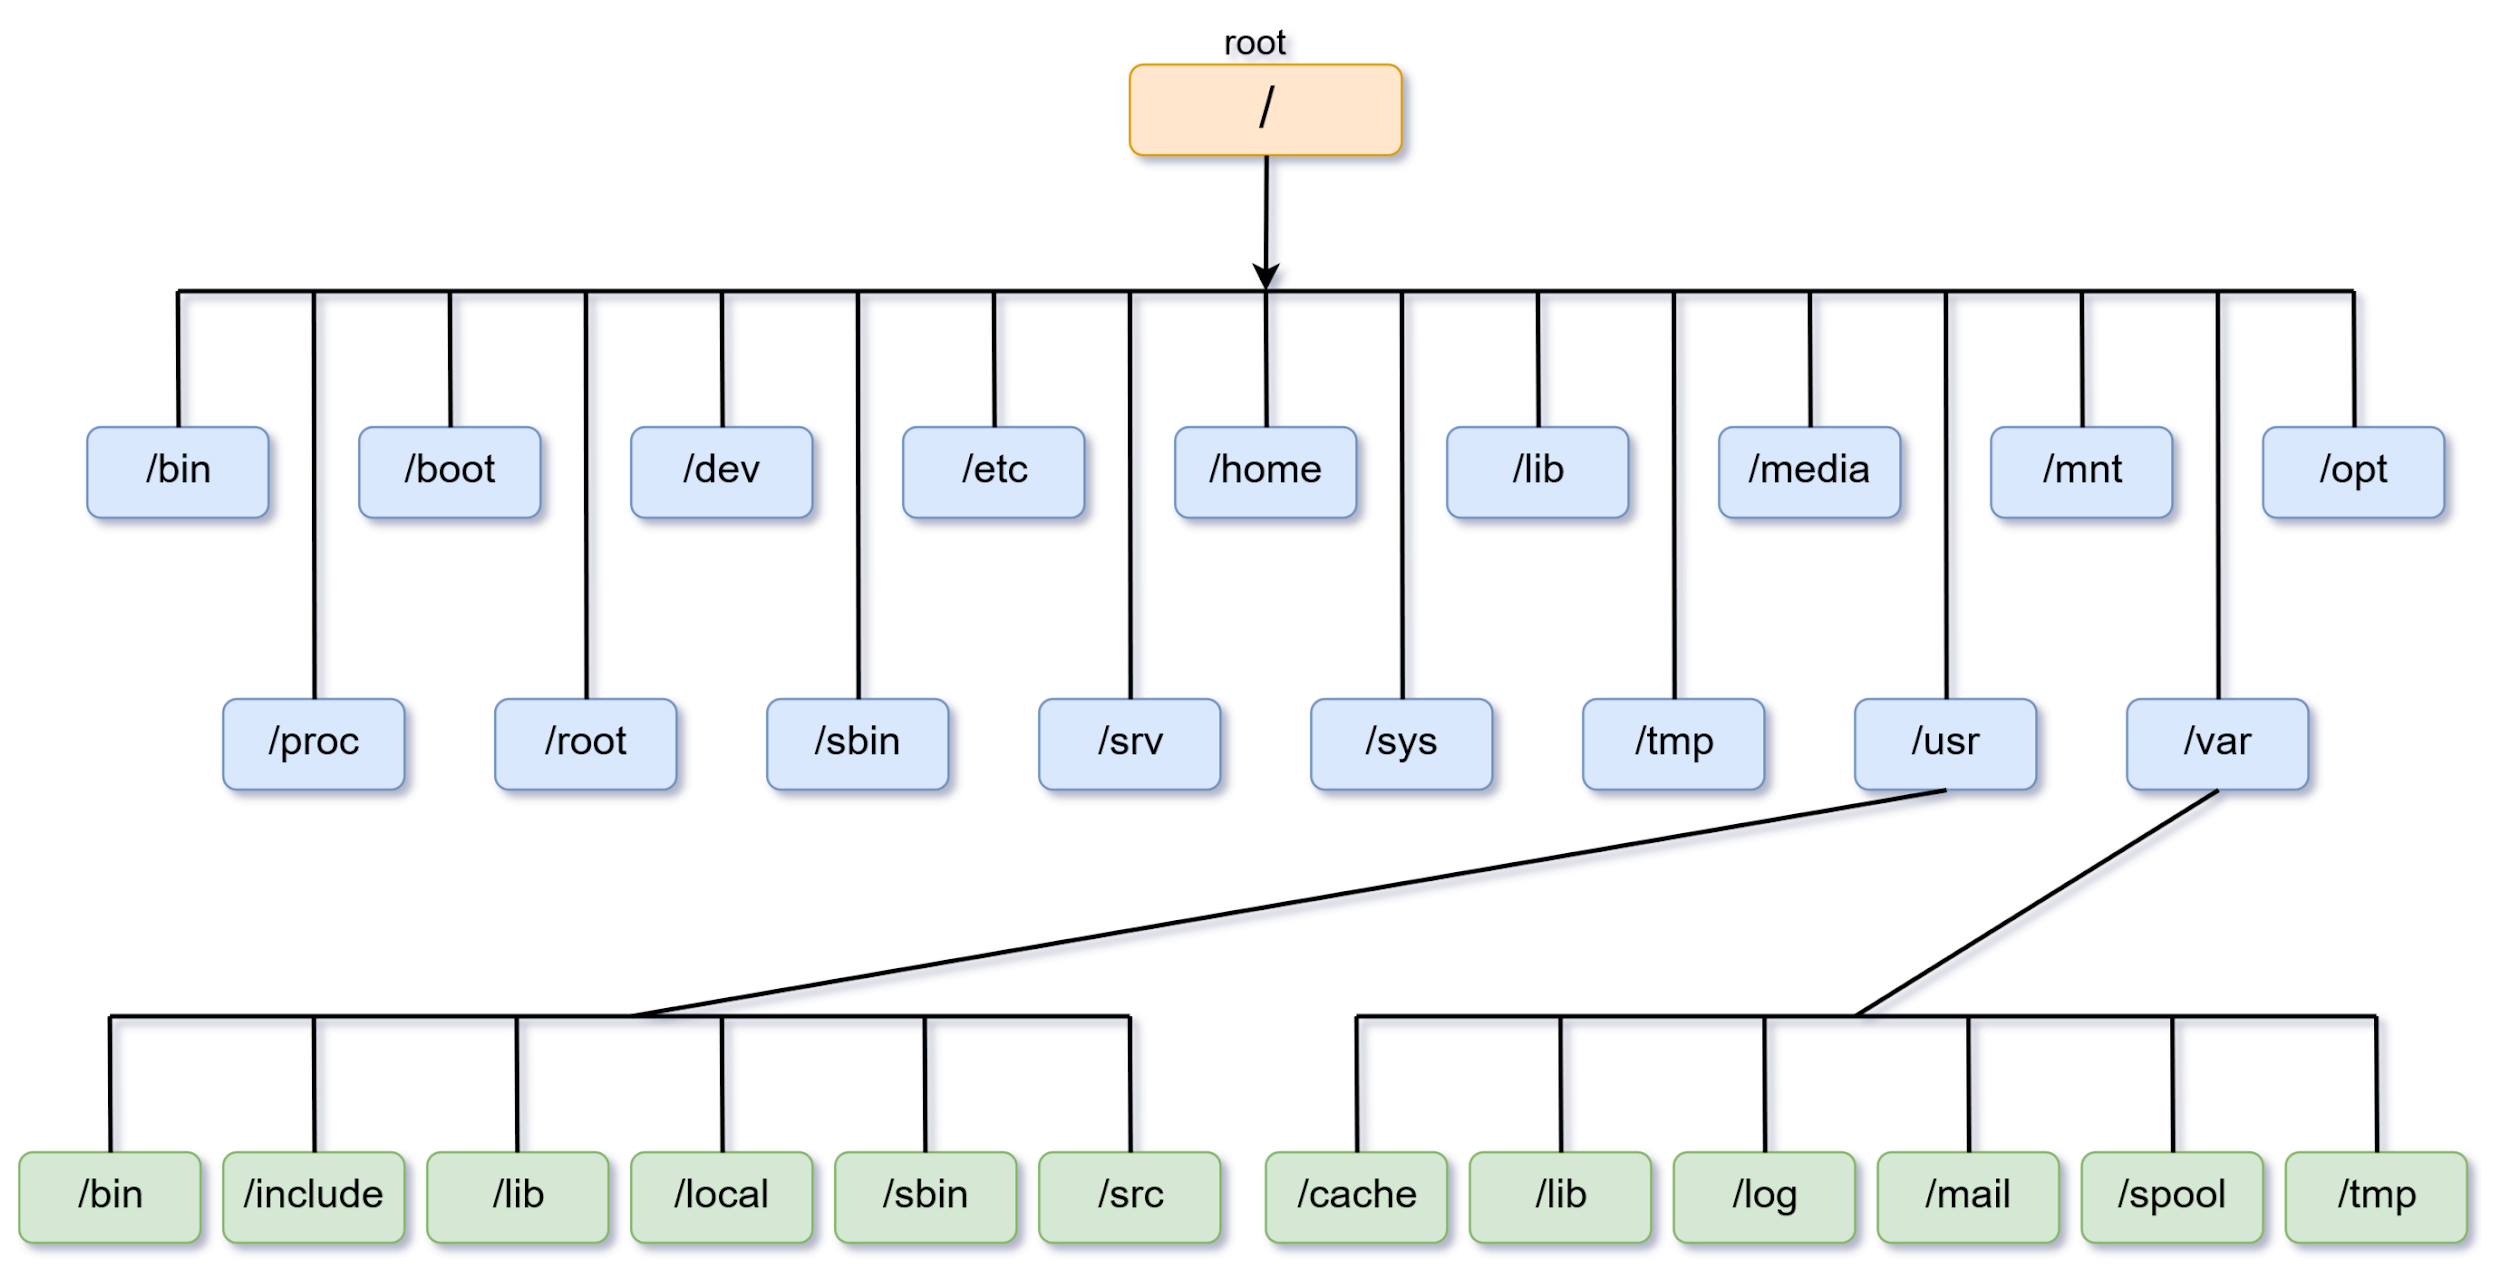 root
/
/bin
/boot
/dev
/etc
/home
/lib
/media
/mnt
/opt
/proc
/root
/sbin
/srv
/sys
/tmp
/usr
/var
/bin
/include
/lib
/local
/sbin
/src
/cache
/lib
/log
/mail
/spool
/tmp